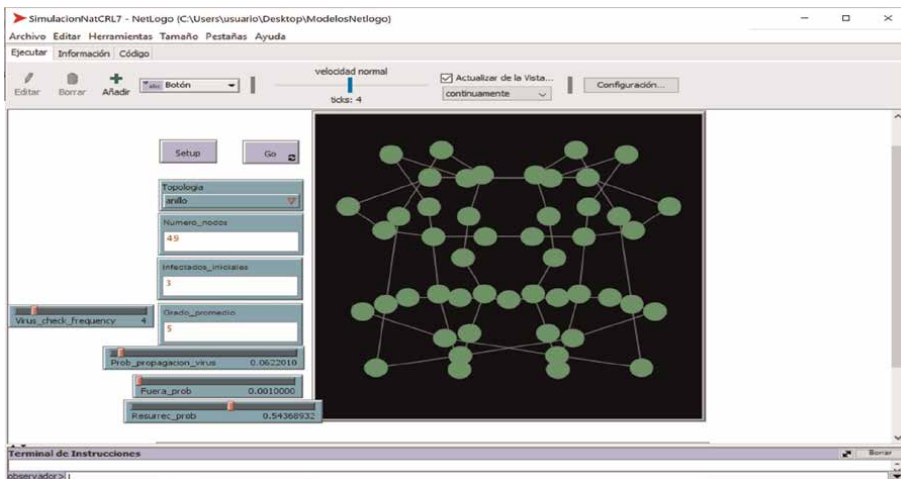 SimulacionNatCRL7 - NetLogo {C:\Users\usuario\Desktop\ModelosNetlogo}
Archivo Editar Herramientas Tamaño Pestañas Ayuda
Ejecutar Información Código
Editar Borrar Añadir abc Botón velocidad normal ticks: 4 Actualizar de la Vista... continuamente Configuración...
Setup Go
Topologia
anillo
Numero_nodos
49
Infectados_iniciales
3
Grado_promedio
5
Virus_check_frequency 4
Prob_propagacion_virus 0.0622010
Fuera_prob 0.0010000
Resurrec_prob 0.54368932
Terminal de Instrucciones Borrar
observador>